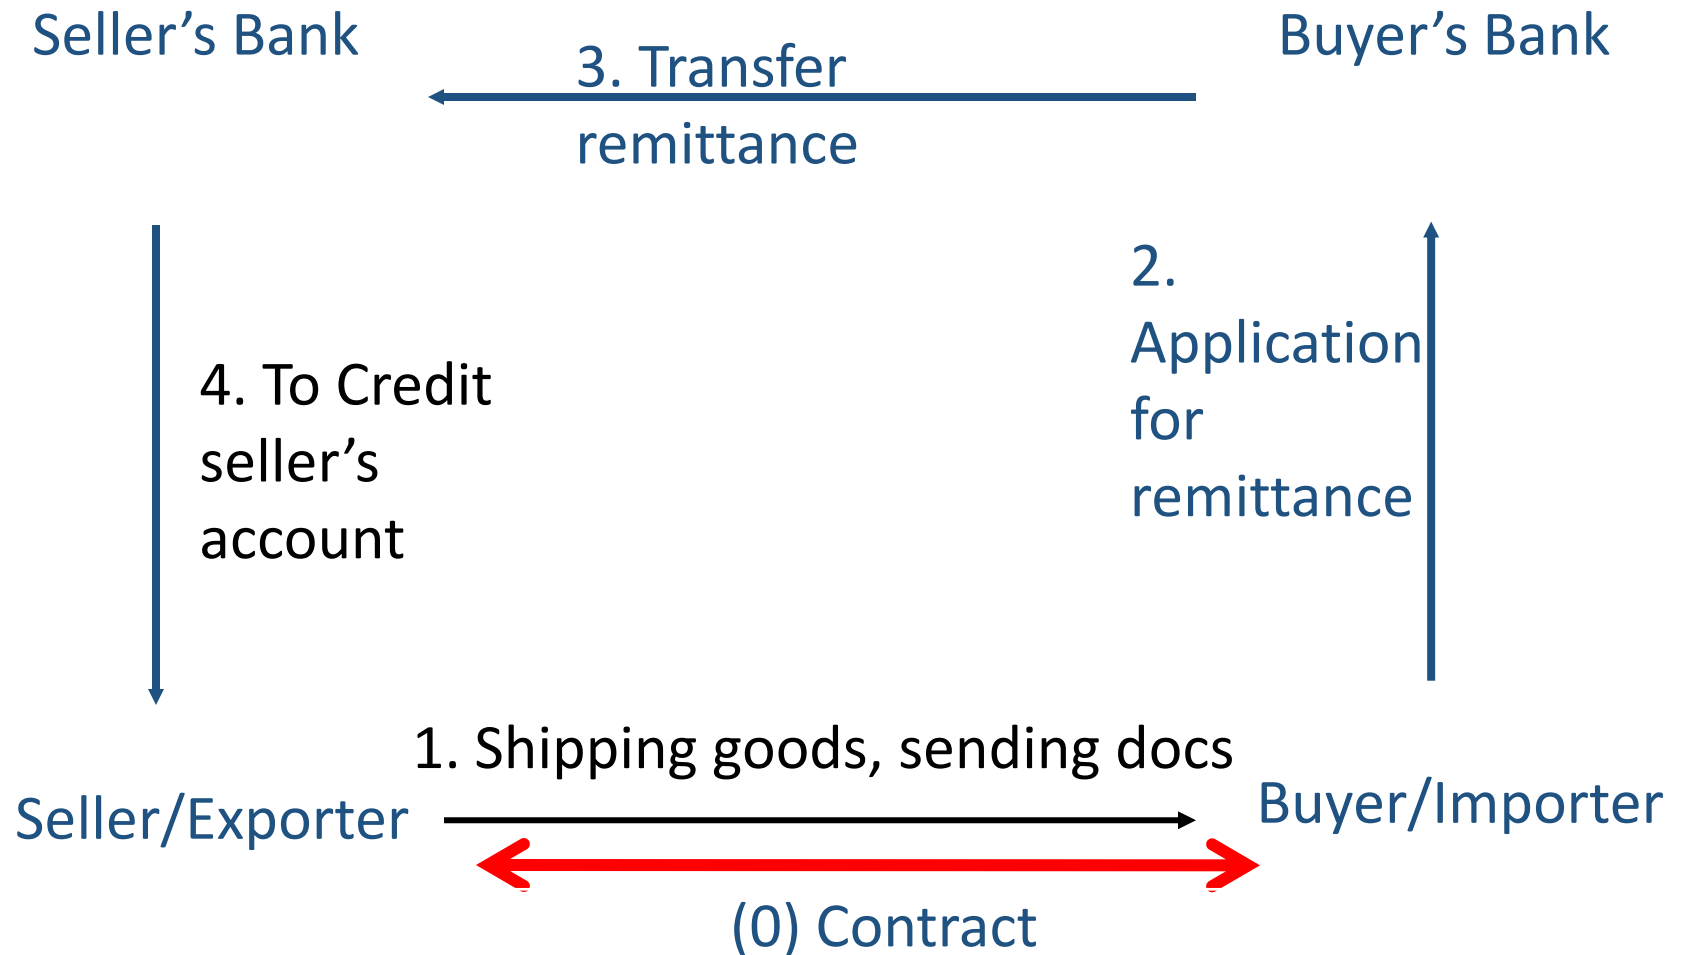 Seller’s Bank
Buyer’s Bank
3. Transfer
remittance
2.
Application
for
remittance
4. To Credit
seller’s
account
1. Shipping goods, sending docs
Seller/Exporter
Buyer/Importer
(0) Contract